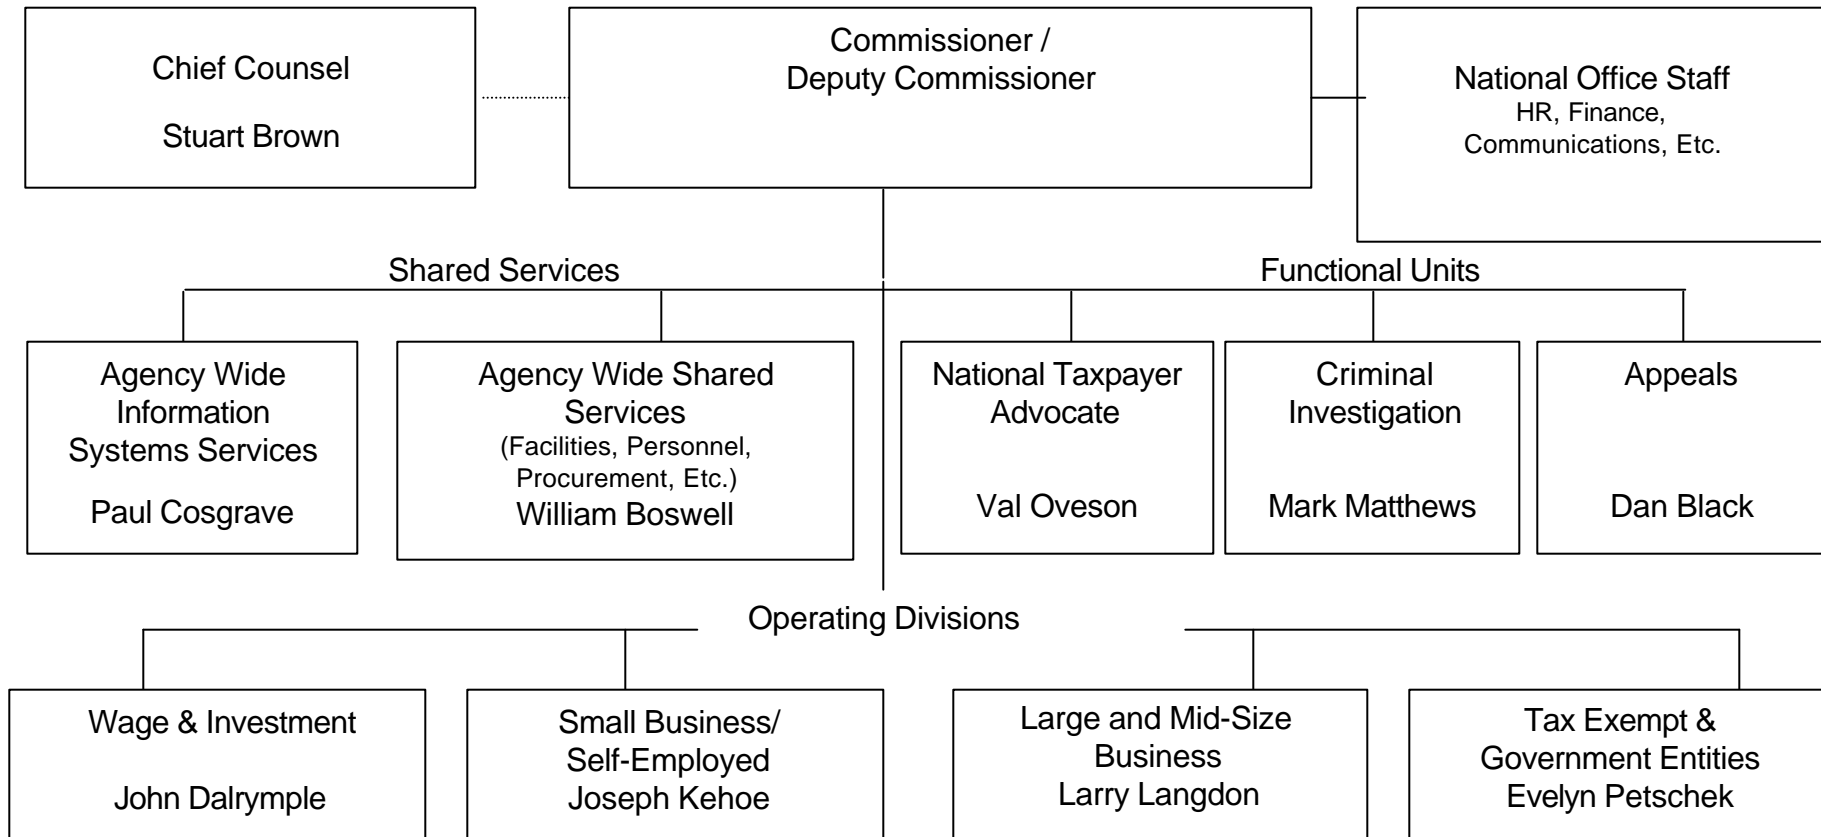 Chief Counsel
Stuart Brown
Commissioner /
Deputy Commissioner
National Office Staff
HR, Finance,
Communications, Etc.
Shared Services
Functional Units
Agency Wide
Information
Systems Services
Paul Cosgrave
Agency Wide Shared
Services
(Facilities, Personnel,
Procurement, Etc.)
William Boswell
National Taxpayer
Advocate
Val Oveson
Criminal
Investigation
Mark Matthews
Appeals
Dan Black
Operating Divisions
Wage & Investment
John Dalrymple
Small Business/
Self-Employed
Joseph Kehoe
Large and Mid-Size
Business
Larry Langdon
Tax Exempt &
Government Entities
Evelyn Petschek